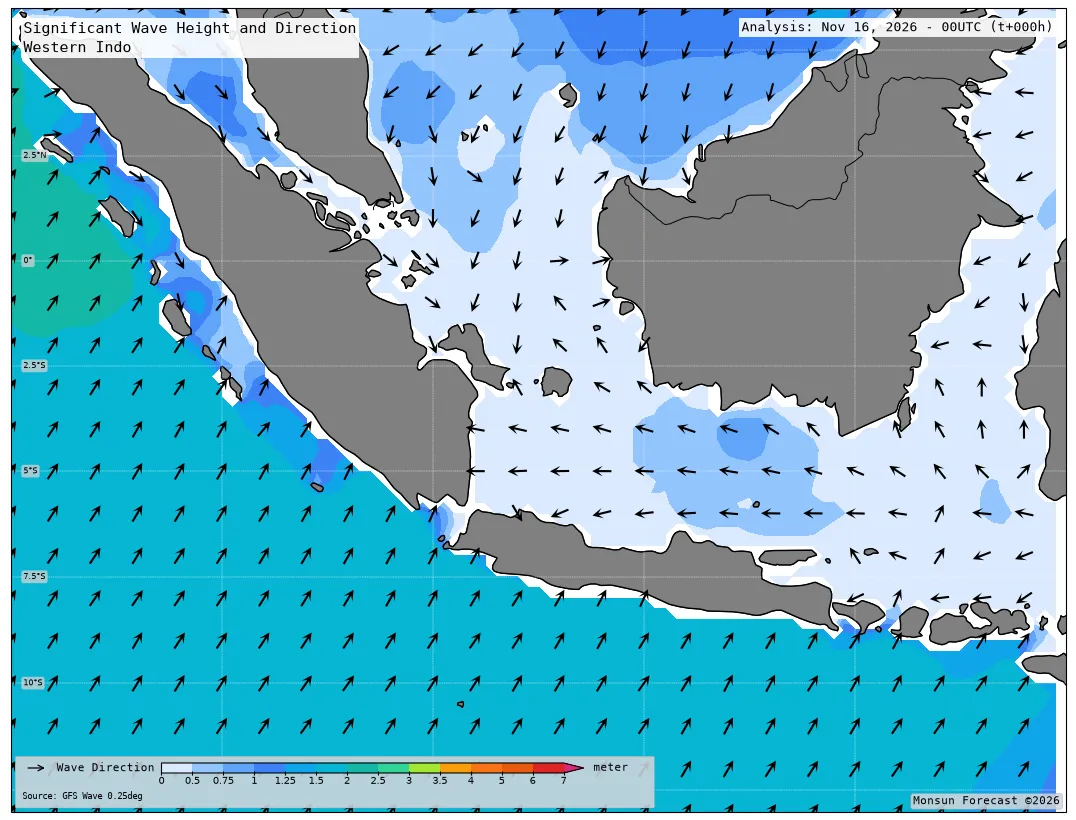 Significant Wave Height and Direction
Western Indo
Analysis: Nov 16, 2026 - 00UTC (t+000h)
2.5°N
0°
2.5°S
5°S
7.5°S
10°S
Wave Direction
meter
0 0.5 0.75 1 1.25 1.5 2 2.5 3 3.5 4 5 6 7
Source: GFS Wave 0.25deg
Monsun Forecast ©2026